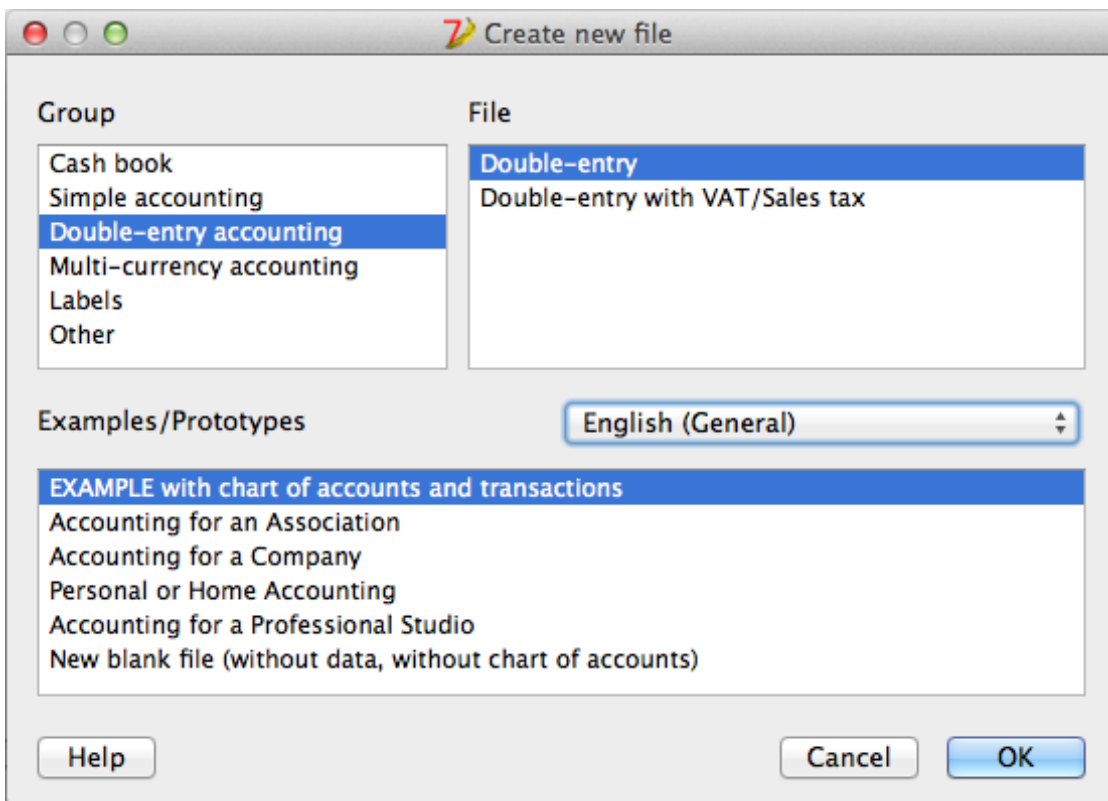 Create new file
Group
File
Cash book
Simple accounting
Double-entry accounting
Multi-currency accounting
Labels
Other
Double-entry
Double-entry with VAT/Sales tax
Examples/Prototypes
English (General)
EXAMPLE with chart of accounts and transactions
Accounting for an Association
Accounting for a Company
Personal or Home Accounting
Accounting for a Professional Studio
New blank file (without data, without chart of accounts)
Help
Cancel
OK